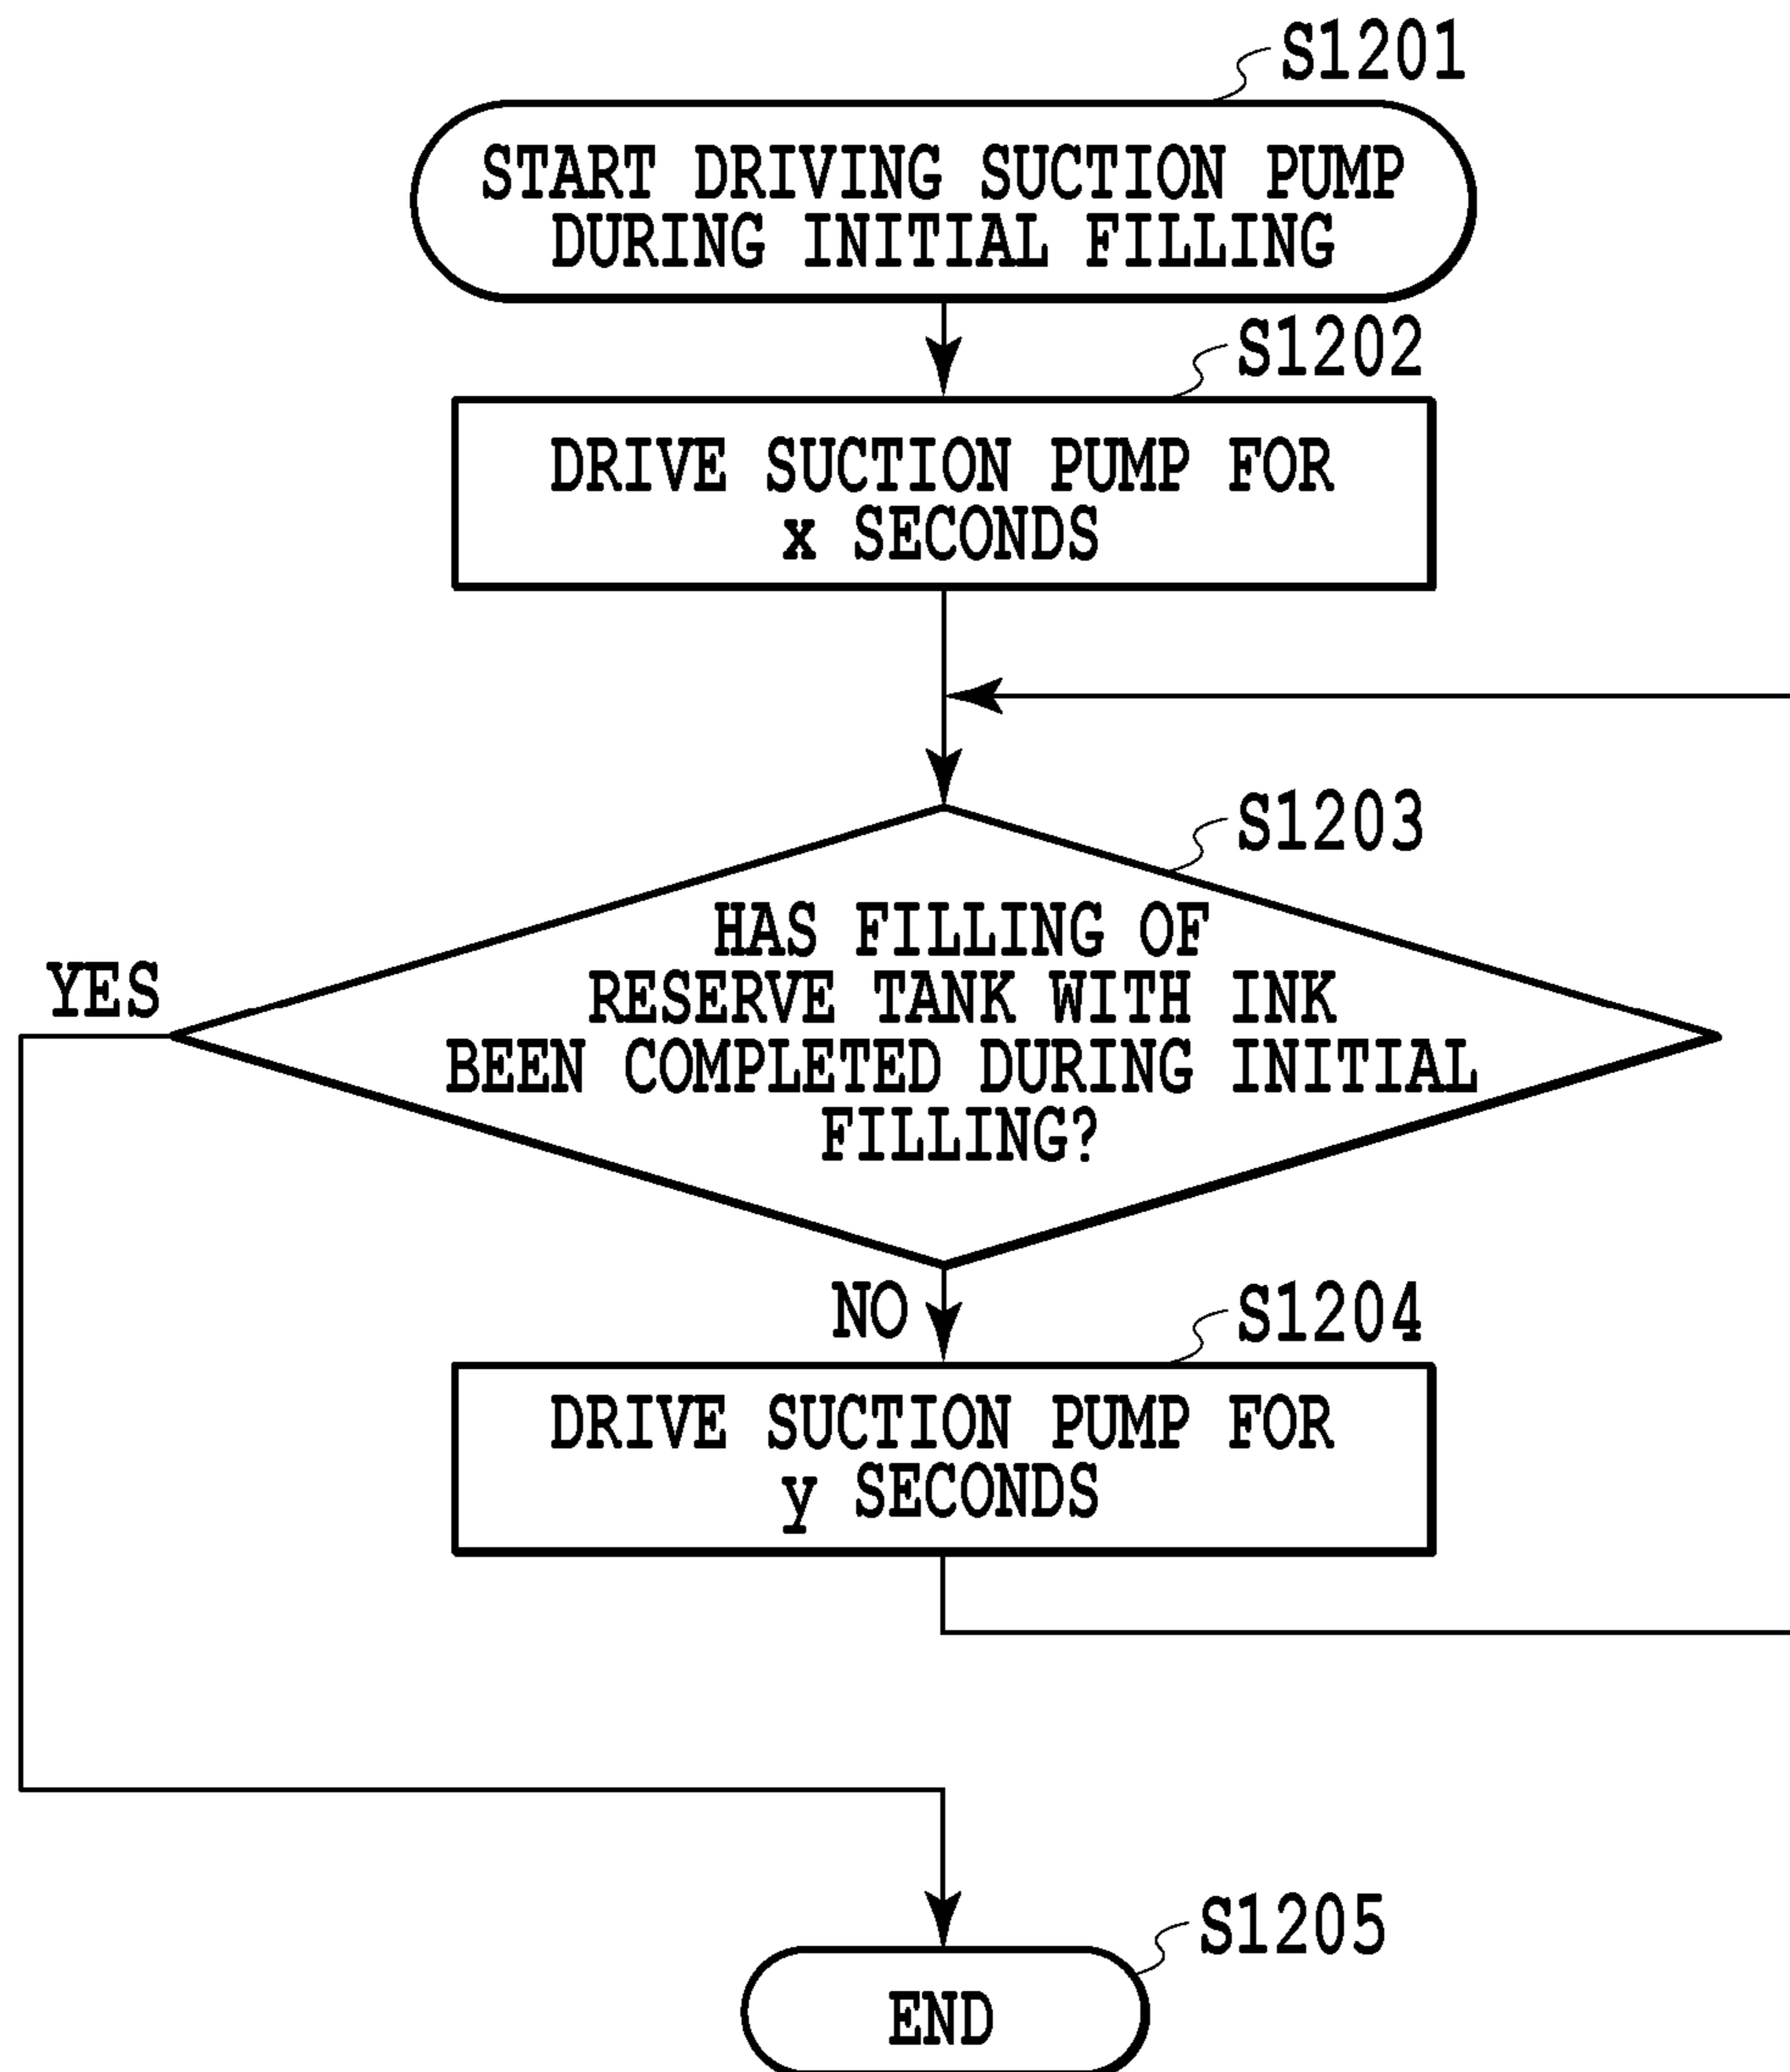 S1201
START DRIVING SUCTION PUMP
DURING INITIAL FILLING
S1202
DRIVE SUCTION PUMP FOR
x SECONDS
S1203
HAS FILLING OF
RESERVE TANK WITH INK
BEEN COMPLETED DURING INITIAL
FILLING?
YES
NO
S1204
DRIVE SUCTION PUMP FOR
y SECONDS
S1205
END